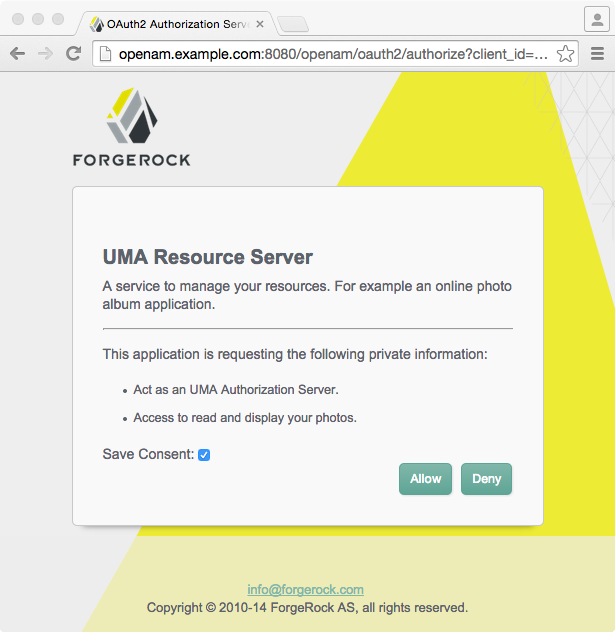 OAuth2 Authorization Serve
openam.example.com:8080/openam/oauth2/authorize?client_id=...
FORGEROCK
UMA Resource Server
A service to manage your resources. For example an online photo
album application.
This application is requesting the following private information:
• Act as an UMA Authorization Server.
• Access to read and display your photos.
Save Consent:
Allow Deny
info@forgerock.com
Copyright © 2010-14 ForgeRock AS, all rights reserved.